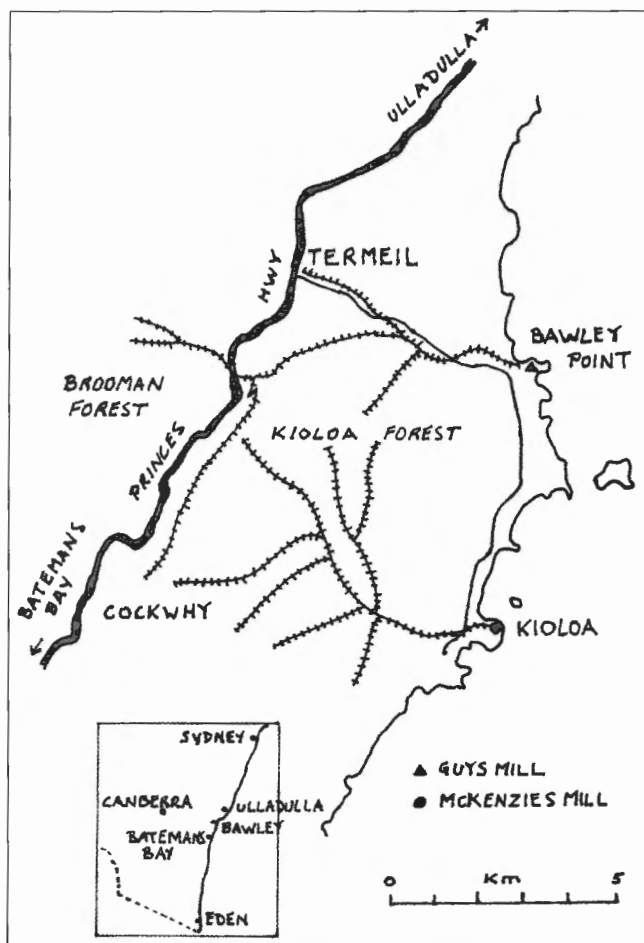 ULLADULLA
HWY
TERMEIL
BAWLEY
POINT
BROOMAN
FOREST
KIOLOA FOREST
PRINCES
BATEMANS
BAY
COCKWHY
KIOLOA
SYDNEY
CANBERRA
ULLADULLA
BAWLEY
BATEMANS
BAY
EDEN
GUYS MILL
MCKENZIES MILL
0 Km 5